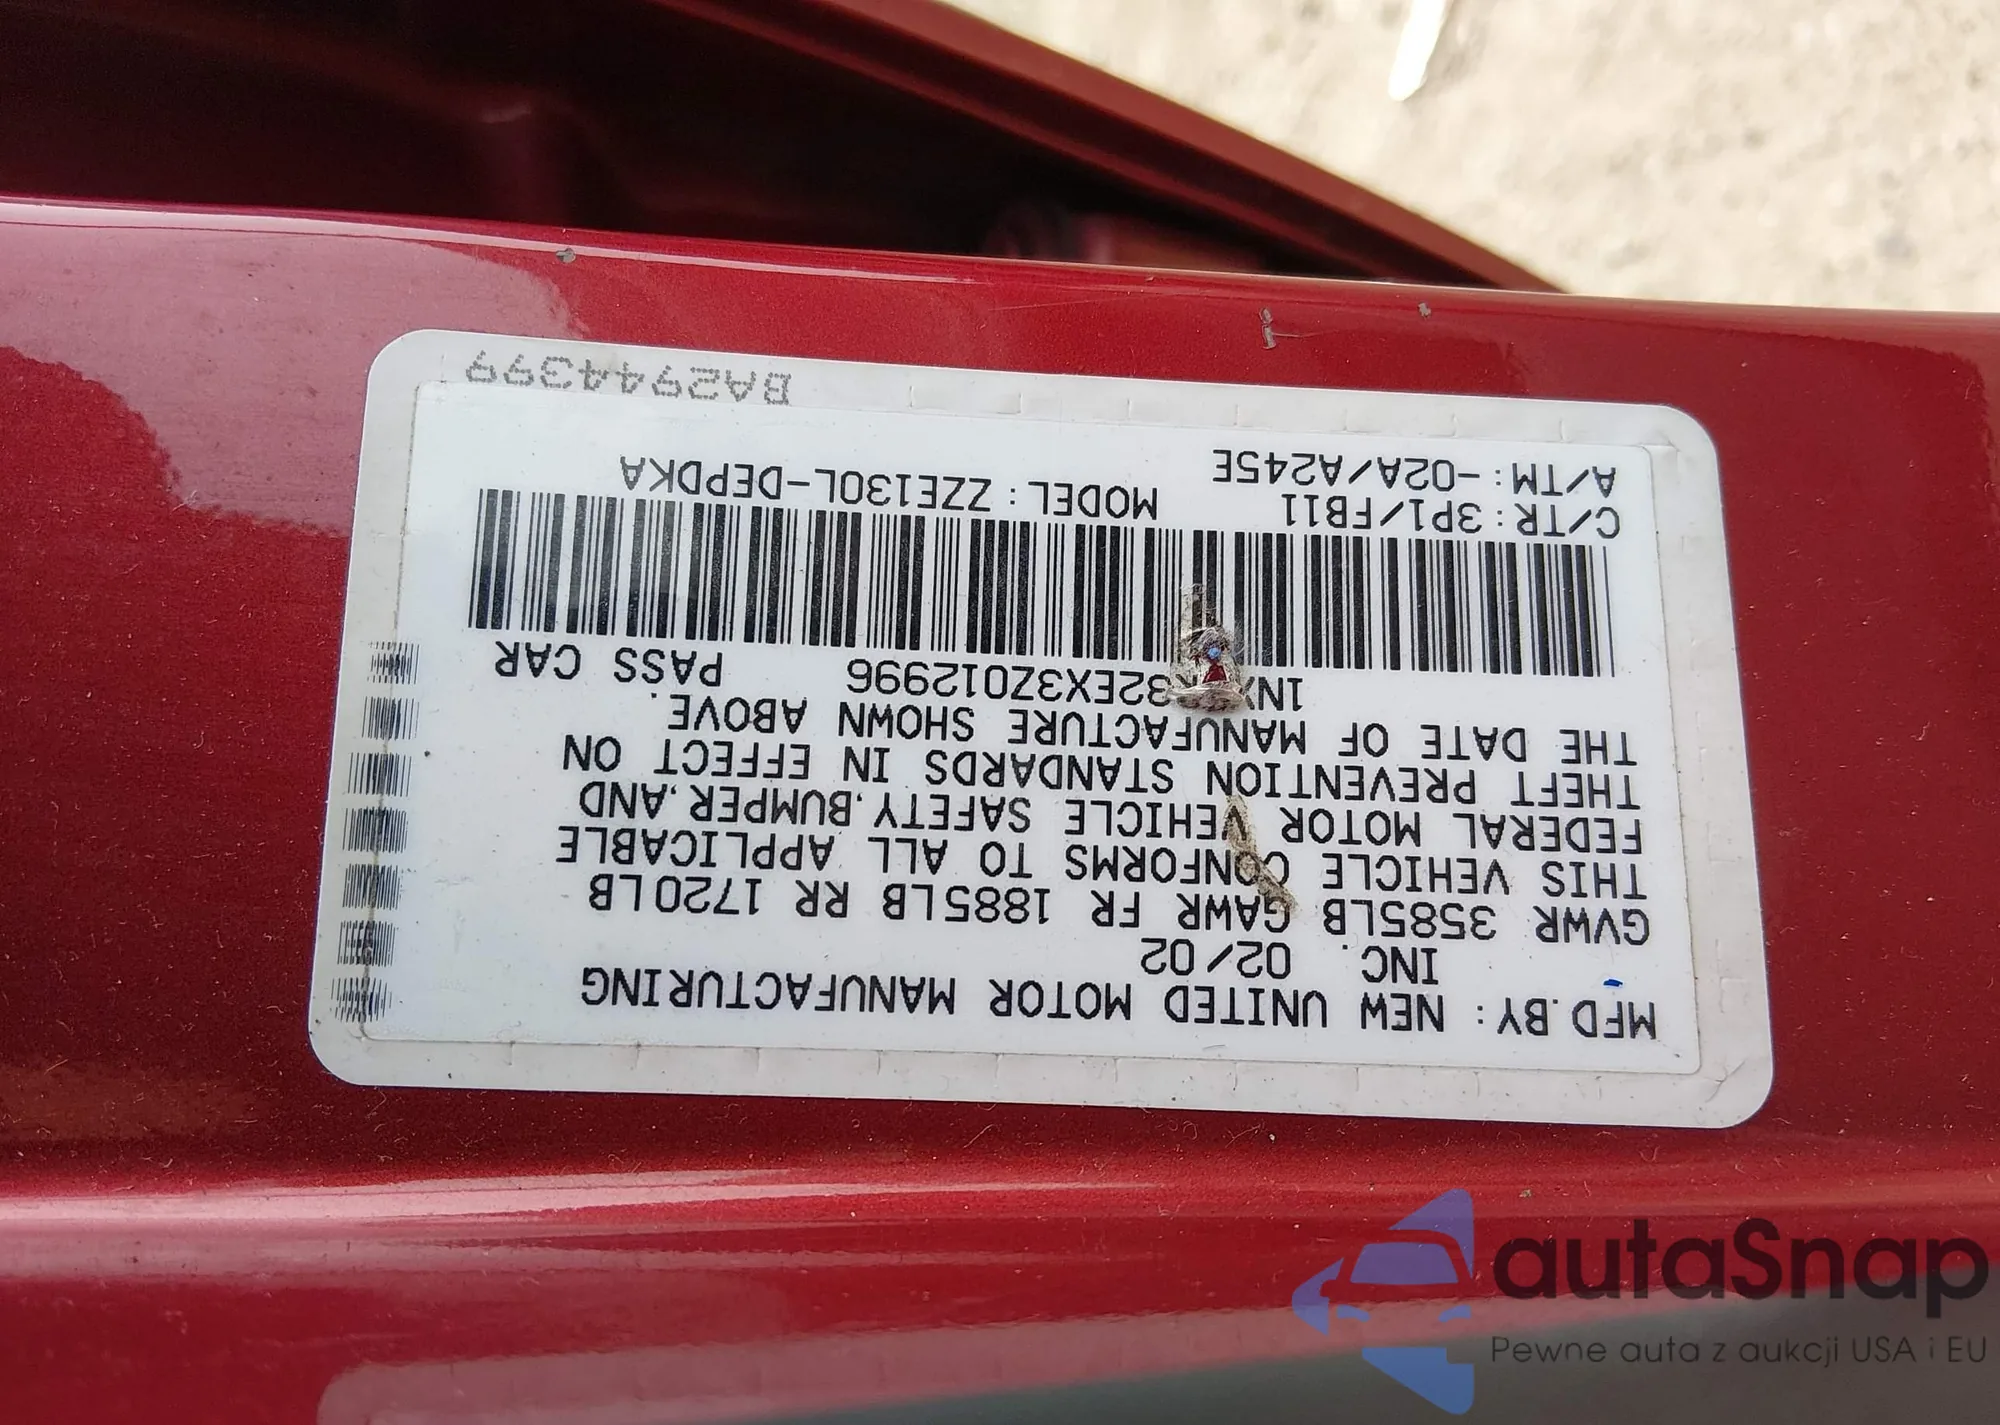 MFD.BY: NEW UNITED MOTOR MANUFACTURING
INC. 02/02
GVWR 3585LB GAWR FR 1885LB RR 1720LB
THIS VEHICLE CONFORMS TO ALL APPLICABLE
FEDERAL MOTOR VEHICLE SAFETY,BUMPER,AND
THEFT PREVENTION STANDARDS IN EFFECT ON
THE DATE OF MANUFACTURE SHOWN ABOVE.
PASS CAR
C/TR: 3P1/FB11 MODEL: ZZE130L-DEPDKA
A/TM: -02A/A245E
BA2944399
autaSnap
Pewne auta z aukcji USA i EU